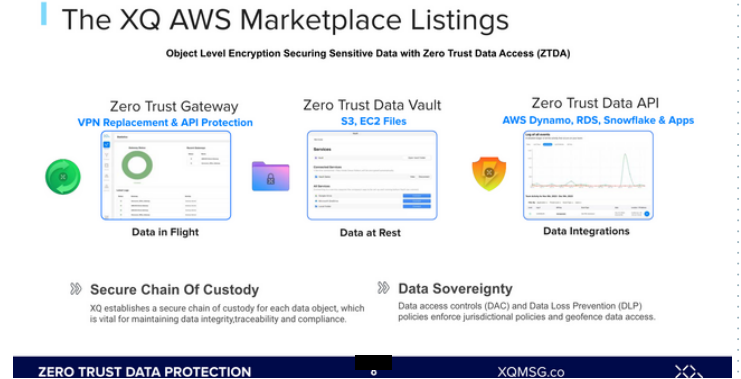 The XQ AWS Marketplace Listings
Object Level Encryption Securing Sensitive Data with Zero Trust Data Access (ZTDA)
Zero Trust Gateway
VPN Replacement & API Protection
Data in Flight
Zero Trust Data Vault
S3, EC2 Files
Services
Data at Rest
Zero Trust Data API
AWS Dynamo, RDS, Snowflake & Apps
Data Integrations
Secure Chain Of Custody
XQ establishes a secure chain of custody for each data object, which
is vital for maintaining data integrity,traceability and compliance.
Data Sovereignty
Data access controls (DAC) and Data Loss Prevention (DLP)
policies enforce jurisdictional policies and geofence data access.
ZERO TRUST DATA PROTECTION
XQMSG.co